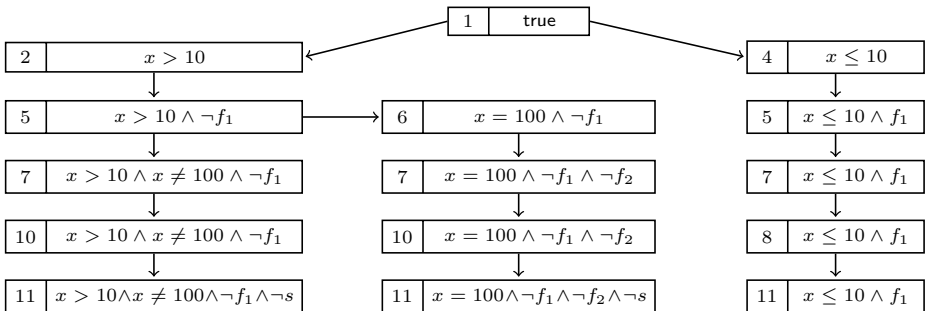 1 true
2 x > 10
4 x ≤ 10
5 x > 10 ∧ ¬f₁
6 x = 100 ∧ ¬f₁
5 x ≤ 10 ∧ f₁
7 x > 10 ∧ x ≠ 100 ∧ ¬f₁
7 x = 100 ∧ ¬f₁ ∧ ¬f₂
7 x ≤ 10 ∧ f₁
10 x > 10 ∧ x ≠ 100 ∧ ¬f₁
10 x = 100 ∧ ¬f₁ ∧ ¬f₂
8 x ≤ 10 ∧ f₁
11 x > 10∧x ≠ 100∧¬f₁∧¬s
11 x = 100∧¬f₁∧¬f₂∧¬s
11 x ≤ 10 ∧ f₁